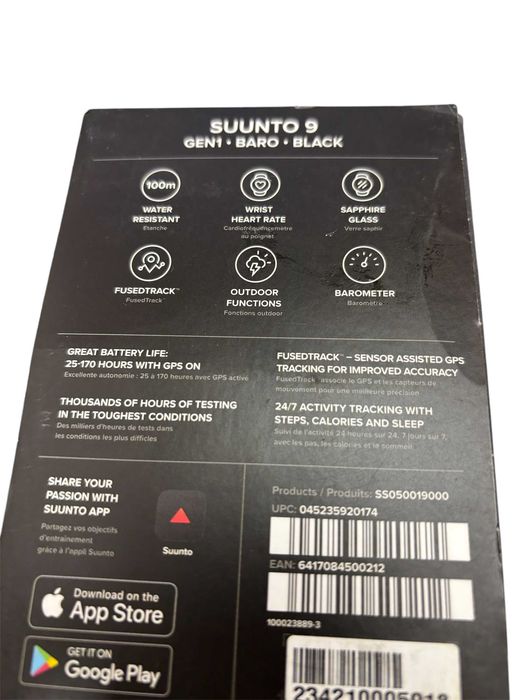 SUUNTO 9
GEN1 • BARO • BLACK
100m
WATER
RESISTANT
Etanche
WRIST
HEART RATE
Cardiofréquencemètre
au poignet
SAPPHIRE
GLASS
Verre saphir
FUSEDTRACK™
FusedTrack™
OUTDOOR
FUNCTIONS
Fonctions outdoor
BAROMETER
Baromètre
GREAT BATTERY LIFE:
25-170 HOURS WITH GPS ON
Excellente autonomie : 25 à 170 heures avec GPS activé
THOUSANDS OF HOURS OF TESTING
IN THE TOUGHEST CONDITIONS
Des milliers d'heures de tests dans
les conditions les plus difficiles
FUSEDTRACK™ – SENSOR ASSISTED GPS
TRACKING FOR IMPROVED ACCURACY
FusedTrack™ associe le GPS et les capteurs de
mouvement pour une meilleure précision
24/7 ACTIVITY TRACKING WITH
STEPS, CALORIES AND SLEEP
Suivi de l'activité 24 heures sur 24, 7 jours sur 7,
avec les pas, les calories et le sommeil
SHARE YOUR
PASSION WITH
SUUNTO APP
Partagez vos objectifs
d'entraînement
grâce à l'appli Suunto
Suunto
Download on the
App Store
GET IT ON
Google Play
Products / Produits: SS050019000
UPC: 045235920174
EAN: 6417084500212
100023889-3